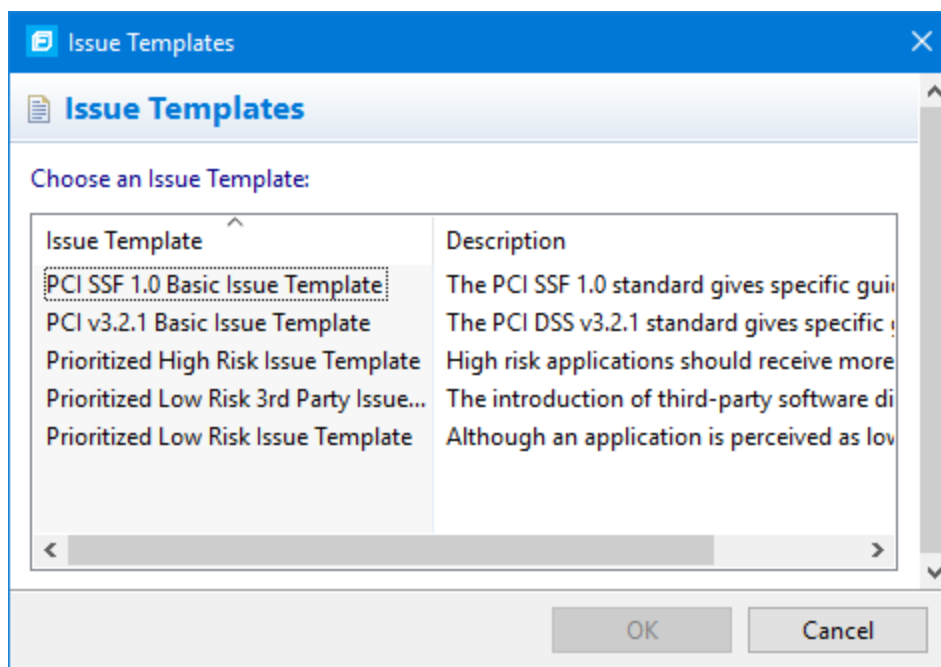 Issue Templates
Issue Templates
Choose an Issue Template:
Issue Template Description
PCI SSF 1.0 Basic Issue Template The PCI SSF 1.0 standard gives specific gui
PCI v3.2.1 Basic Issue Template The PCI DSS v3.2.1 standard gives specific
Prioritized High Risk Issue Template High risk applications should receive more
Prioritized Low Risk 3rd Party Issue... The introduction of third-party software di
Prioritized Low Risk Issue Template Although an application is perceived as low
OK Cancel